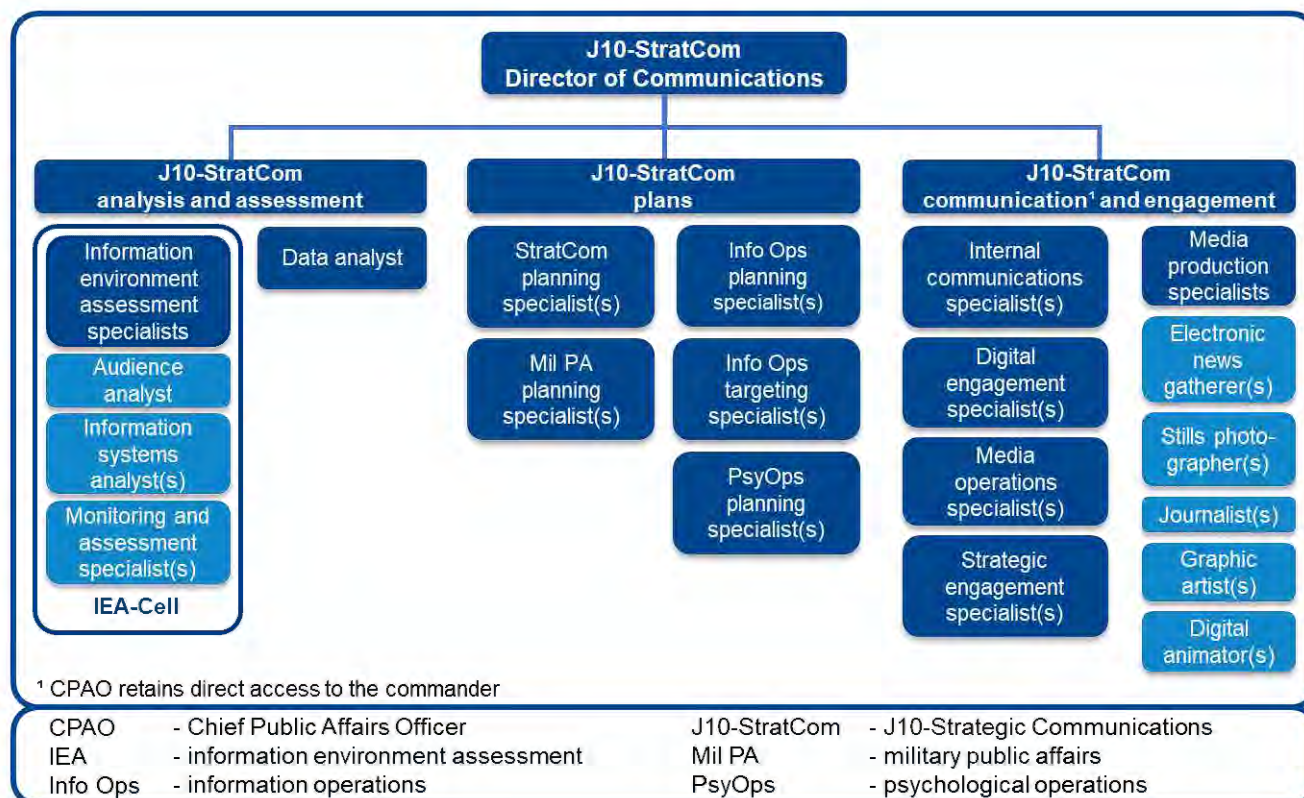 J10-StratCom
Director of Communications
J10-StratCom
analysis and assessment
Information
environment
assessment
specialists
Audience
analyst
Information
systems
analyst(s)
Monitoring and
assessment
specialist(s)
IEA-Cell
Data analyst
J10-StratCom
plans
StratCom
planning
specialist(s)
Mil PA
planning
specialist(s)
Info Ops
planning
specialist(s)
Info Ops
targeting
specialist(s)
PsyOps
planning
specialist(s)
J10-StratCom
communication¹ and engagement
Internal
communications
specialist(s)
Digital
engagement
specialist(s)
Media
operations
specialist(s)
Strategic
engagement
specialist(s)
Media
production
specialists
Electronic
news
gatherer(s)
Stills photo-
grapher(s)
Journalist(s)
Graphic
artist(s)
Digital
animator(s)
¹ CPAO retains direct access to the commander
CPAO - Chief Public Affairs Officer
IEA - information environment assessment
Info Ops - information operations
J10-StratCom - J10-Strategic Communications
Mil PA - military public affairs
PsyOps - psychological operations